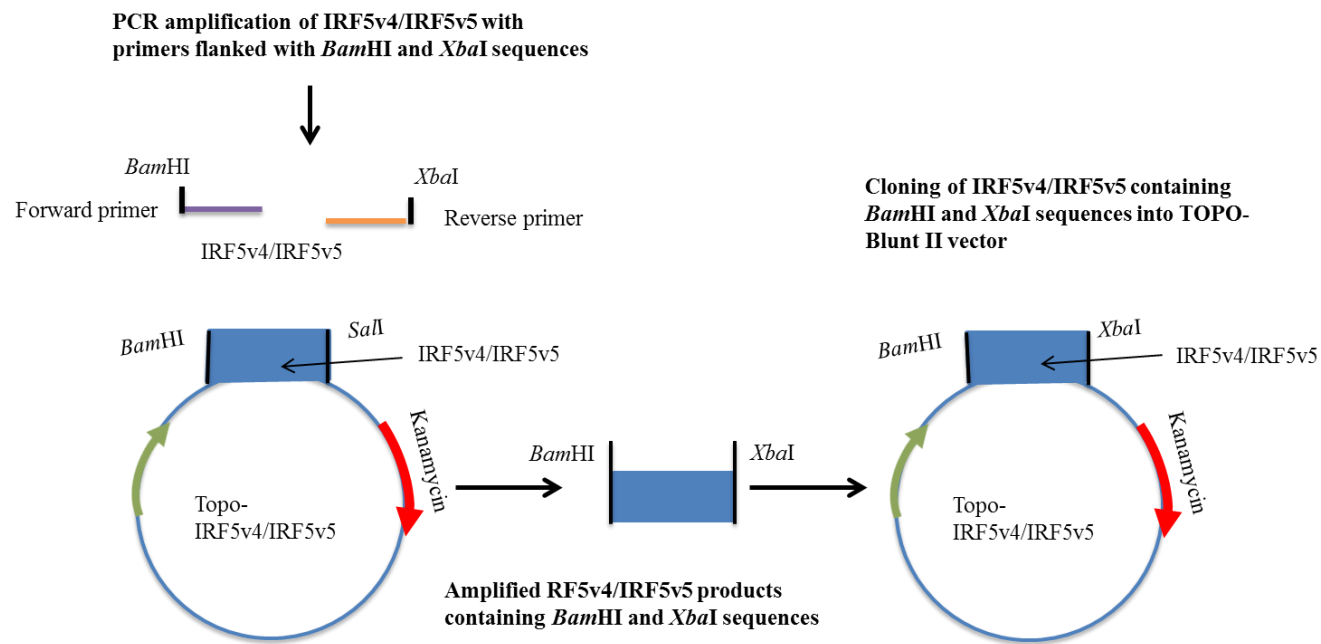 PCR amplification of IRF5v4/IRF5v5 with
primers flanked with BamHI and XbaI sequences
BamHI
XbaI
Forward primer
Reverse primer
IRF5v4/IRF5v5
Cloning of IRF5v4/IRF5v5 containing
BamHI and XbaI sequences into TOPO-
Blunt II vector
BamHI
SalI
IRF5v4/IRF5v5
Kanamycin
Topo-
IRF5v4/IRF5v5
BamHI
XbaI
Amplified RF5v4/IRF5v5 products
containing BamHI and XbaI sequences
BamHI
XbaI
IRF5v4/IRF5v5
Kanamycin
Topo-
IRF5v4/IRF5v5